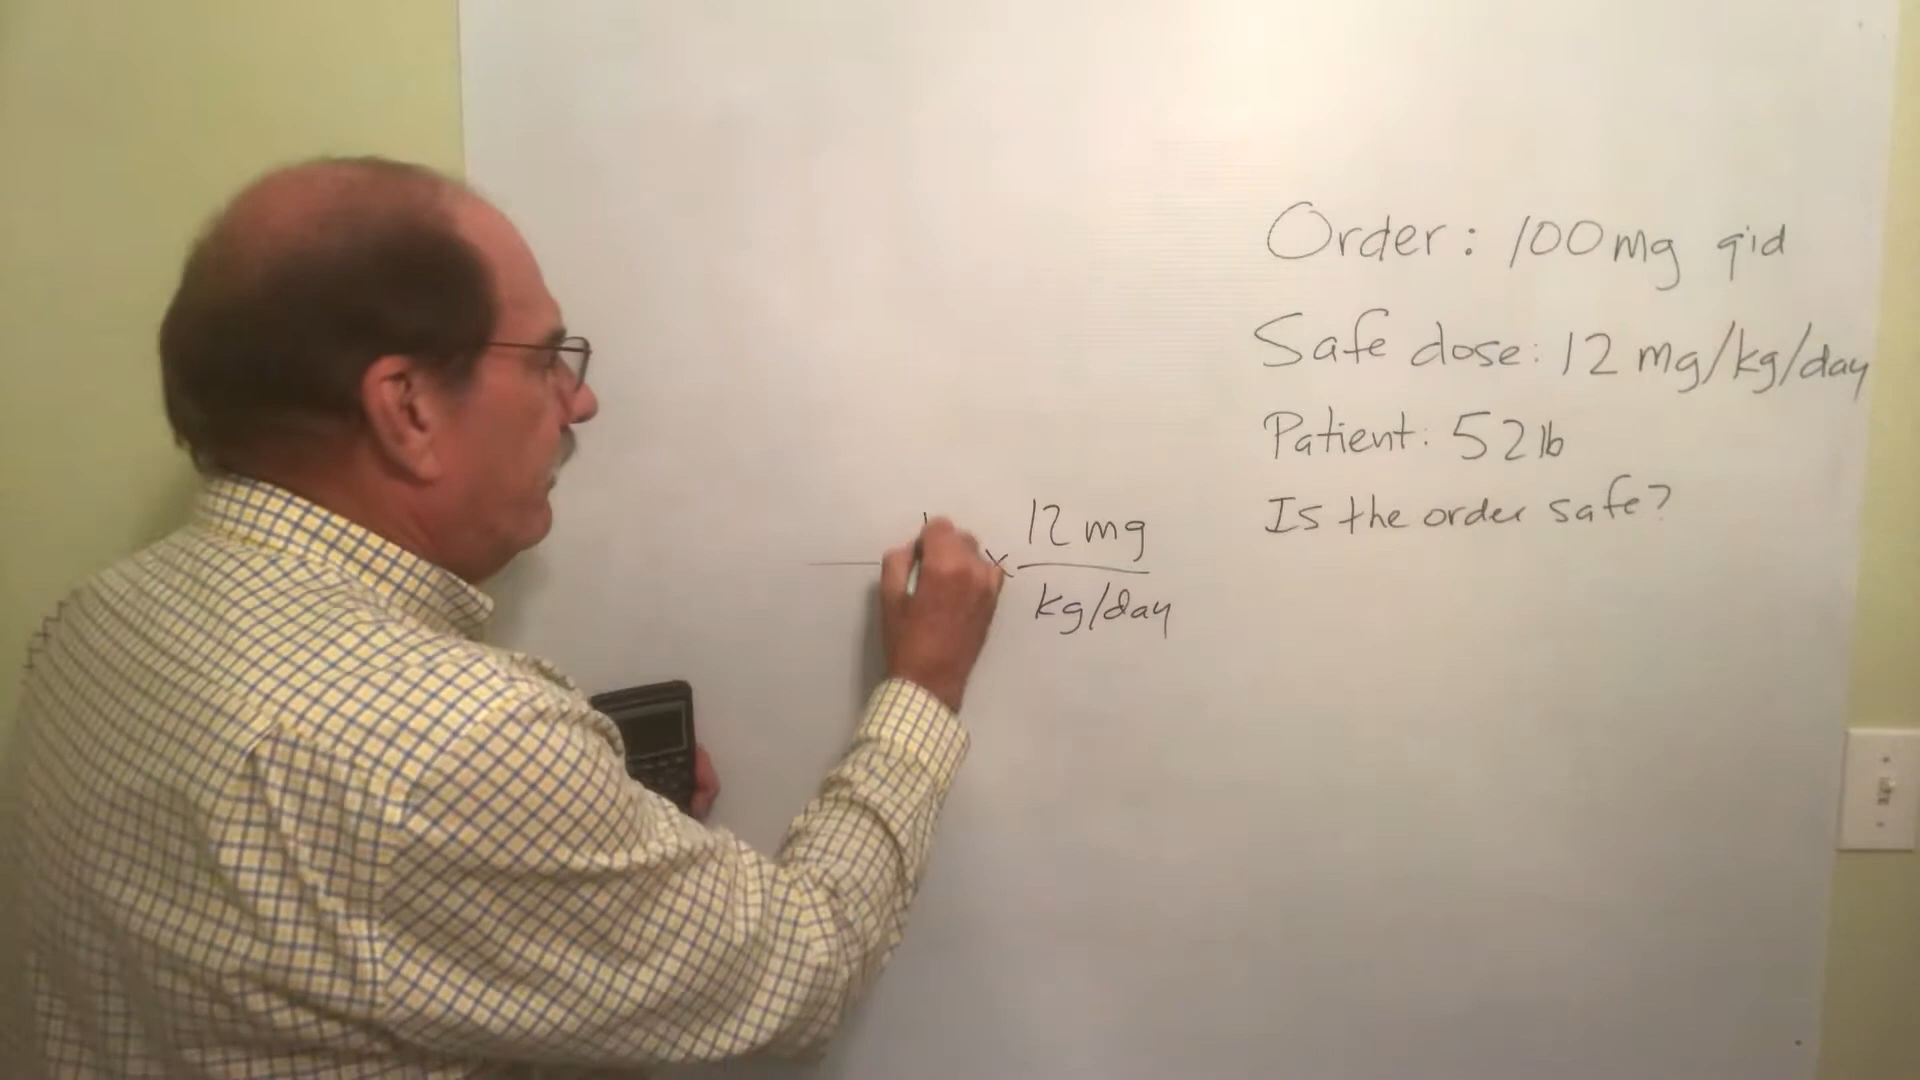 Order: 100mg qid
Safe dose: 12 mg/kg/day
Patient: 52 lb
Is the order safe?
x 12 mg
kg/day